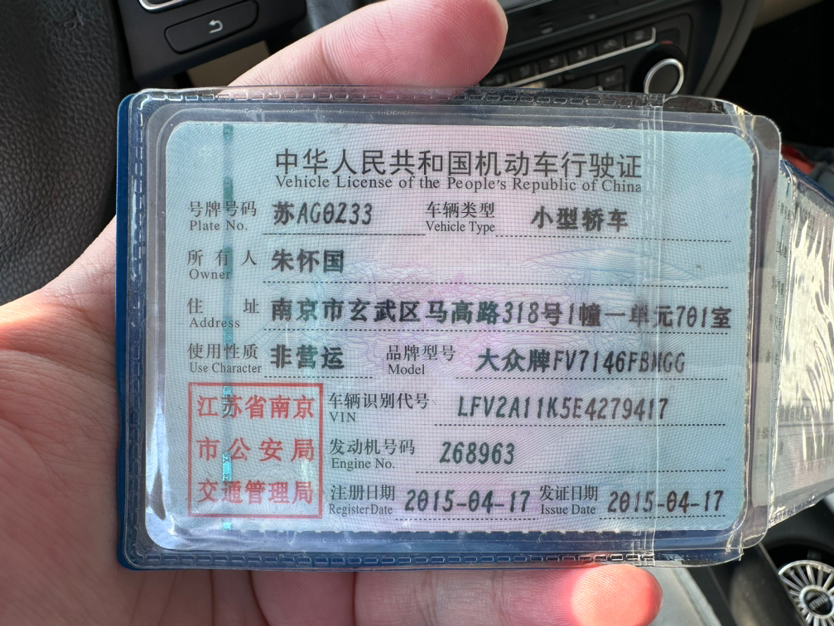 中华人民共和国机动车行驶证
Vehicle License of the People's Republic of China
号牌号码 苏AG0Z33 车辆类型 小型轿车
Plate No. Vehicle Type
所有人 朱怀国
Owner
住址 南京市玄武区马高路318号1幢一单元701室
Address
使用性质 非营运 品牌型号 大众牌FV7146FBMGG
Use Character Model
江苏省南京
市公安局
交通管理局
车辆识别代号 LFV2A11K5E4279417
VIN
发动机号码 Z68963
Engine No.
注册日期 2015-04-17 发证日期 2015-04-17
Register Date Issue Date